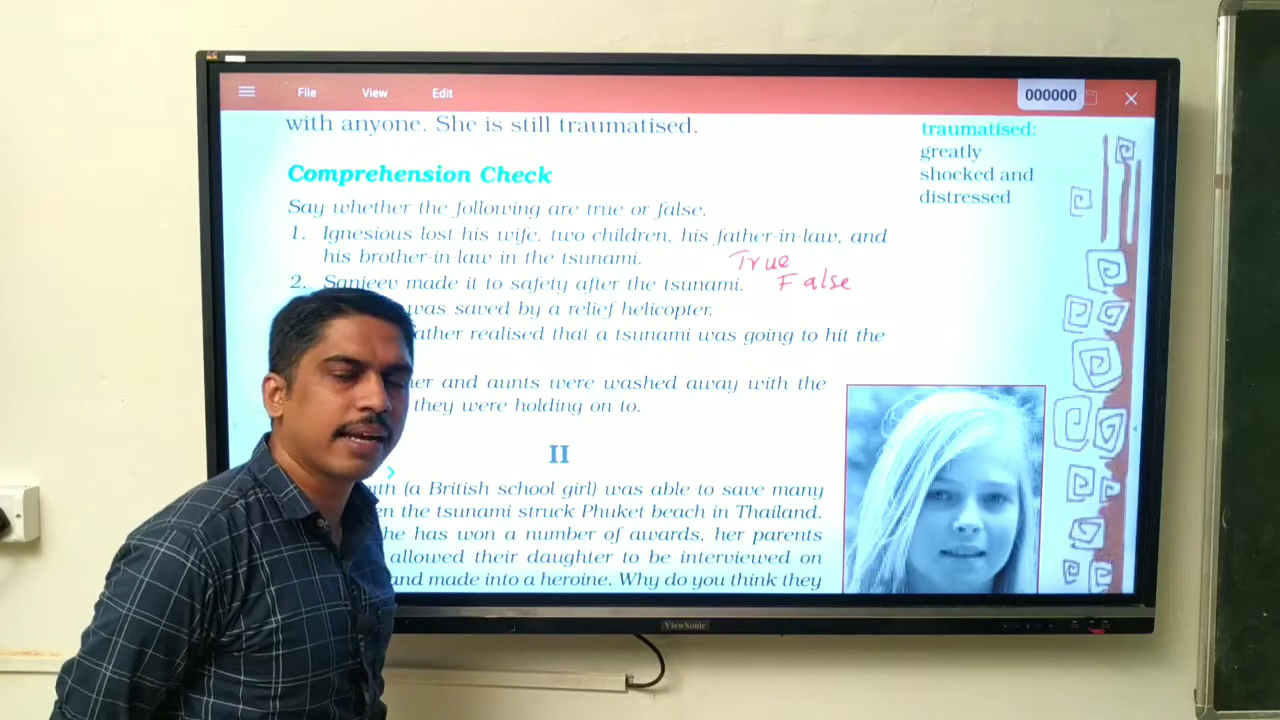 File View Edit 000000
with anyone. She is still traumatised.
traumatised:
greatly
shocked and
distressed
Comprehension Check
Say whether the following are true or false.
1. Ignesious lost his wife, two children, his father-in-law, and
his brother-in-law in the tsunami. True
2. Sanjeev made it to safety after the tsunami. False
was saved by a relief helicopter.
father realised that a tsunami was going to hit the
and aunts were washed away with the
they were holding on to.
II
(a British school girl) was able to save many
the tsunami struck Phuket beach in Thailand.
he has won a number of awards, her parents
allowed their daughter to be interviewed on
and made into a heroine. Why do you think they
ViewSonic